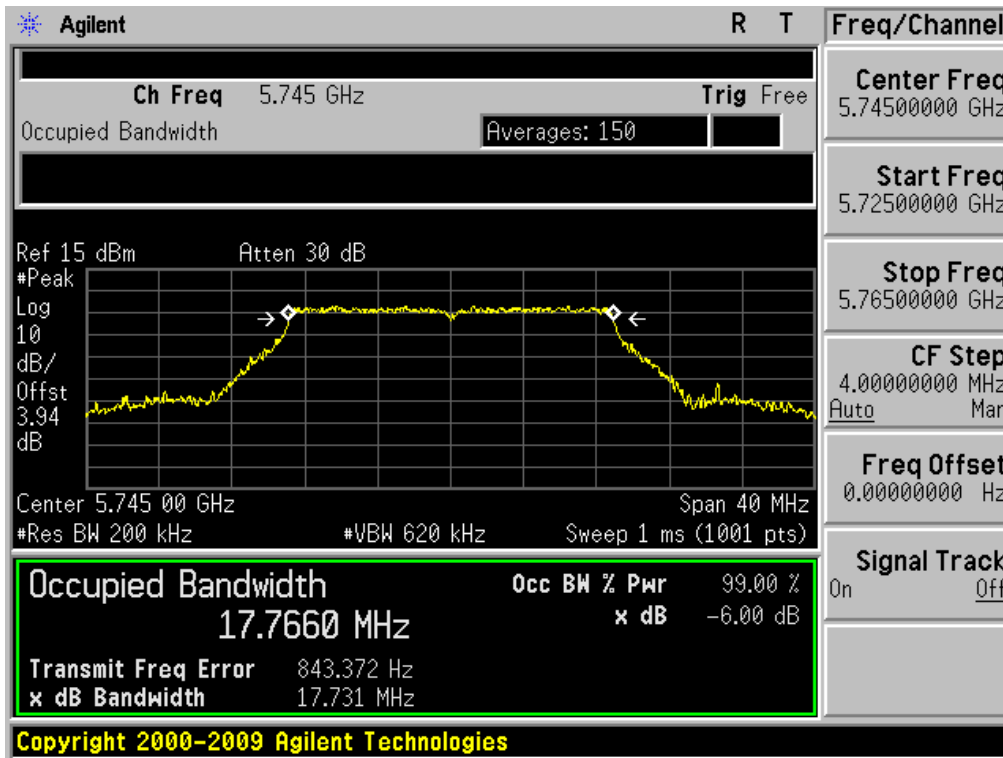 Agilent R T
Freq/Channel
Ch Freq 5.745 GHz Trig Free
Occupied Bandwidth Averages: 150
Ref 15 dBm Atten 30 dB
#Peak
Log
10
dB/
Offst
3.94
dB
Center 5.745 00 GHz Span 40 MHz
#Res BW 200 kHz #VBW 620 kHz Sweep 1 ms (1001 pts)
Occupied Bandwidth
17.7660 MHz
Occ BW % Pwr 99.00 %
x dB -6.00 dB
Transmit Freq Error 843.372 Hz
x dB Bandwidth 17.731 MHz
Center Freq
5.74500000 GHz
Start Freq
5.72500000 GHz
Stop Freq
5.76500000 GHz
CF Step
4.00000000 MHz
Auto Man
Freq Offset
0.00000000 Hz
Signal Track
On Off
Copyright 2000-2009 Agilent Technologies